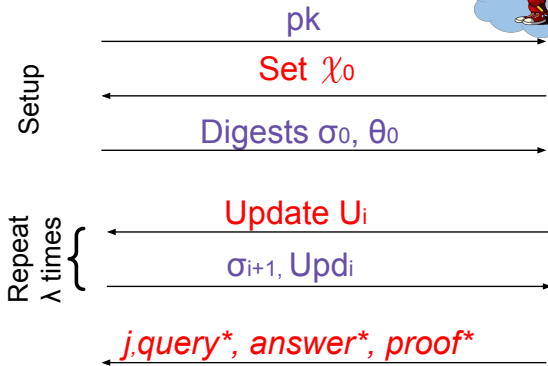 pk
Setup
Set χ₀
Digests σ₀, θ₀
Update Uᵢ
Repeat
λ times
σᵢ₊₁, Updᵢ
j,query*, answer*, proof*